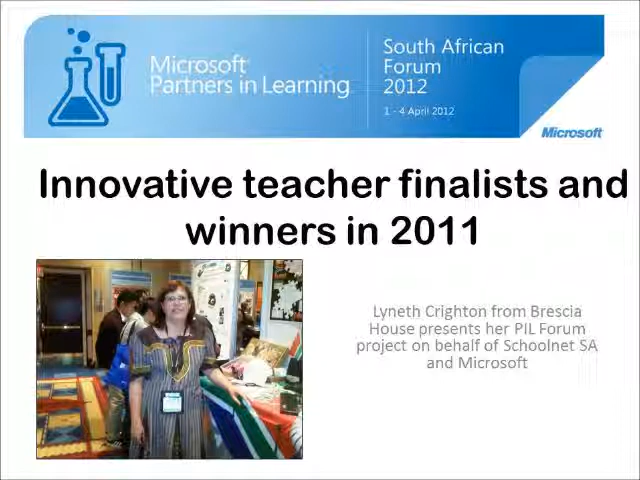 Microsoft
Partners in Learning
South African
Forum
2012
1 - 4 April 2012
Microsoft
Innovative teacher finalists and
winners in 2011
Lyneth Crighton from Brescia
House presents her PIL Forum
project on behalf of Schoolnet SA
and Microsoft